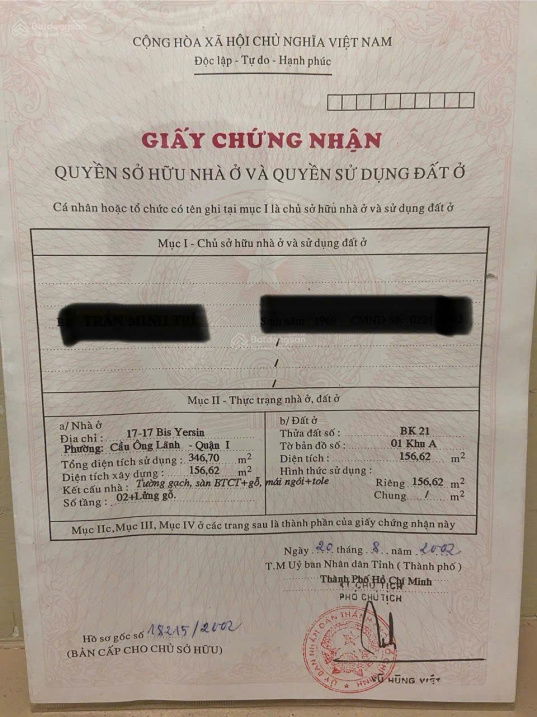 CỘNG HÒA XÃ HỘI CHỦ NGHĨA VIỆT NAM
Độc lập - Tự do - Hạnh phúc
GIẤY CHỨNG NHẬN
QUYỀN SỞ HỮU NHÀ Ở VÀ QUYỀN SỬ DỤNG ĐẤT Ở
Cá nhân hoặc tổ chức có tên ghi tại mục I là chủ sở hữu nhà ở và sử dụng đất ở
Mục I - Chủ sở hữu nhà ở và sử dụng đất ở
Mục II - Thực trạng nhà ở, đất ở
a/ Nhà ở
Địa chỉ : 17-17 Bis Yersin
Phường: Cầu Ông Lãnh - Quận I
Tổng diện tích sử dụng : 346,70 m2
Diện tích xây dựng : 156,62 m2
Kết cấu nhà : Tường gạch, sàn BTCT+gỗ, mái ngói+tole
Số tầng : 02+Lửng gỗ.
b/ Đất ở
Thửa đất số : BK 21
Tờ bản đồ số : 01 Khu A
Diện tích : 156,62 m2
Hình thức sử dụng :
Riêng 156,62 m2
Chung / m2
Mục IIc,Mục III, Mục IV ở các trang sau là thành phần của giấy chứng nhận này
Ngày 20 tháng 8 năm 2002
T.M Uỷ ban Nhân dân Tỉnh ( Thành phố )
Thành Phố Hồ Chí Minh
KT CHỦ TỊCH
PHÓ CHỦ TỊCH
Hồ sơ gốc số 18215/2002
(BẢN CẤP CHO CHỦ SỞ HỮU)
VŨ HÙNG VIỆT